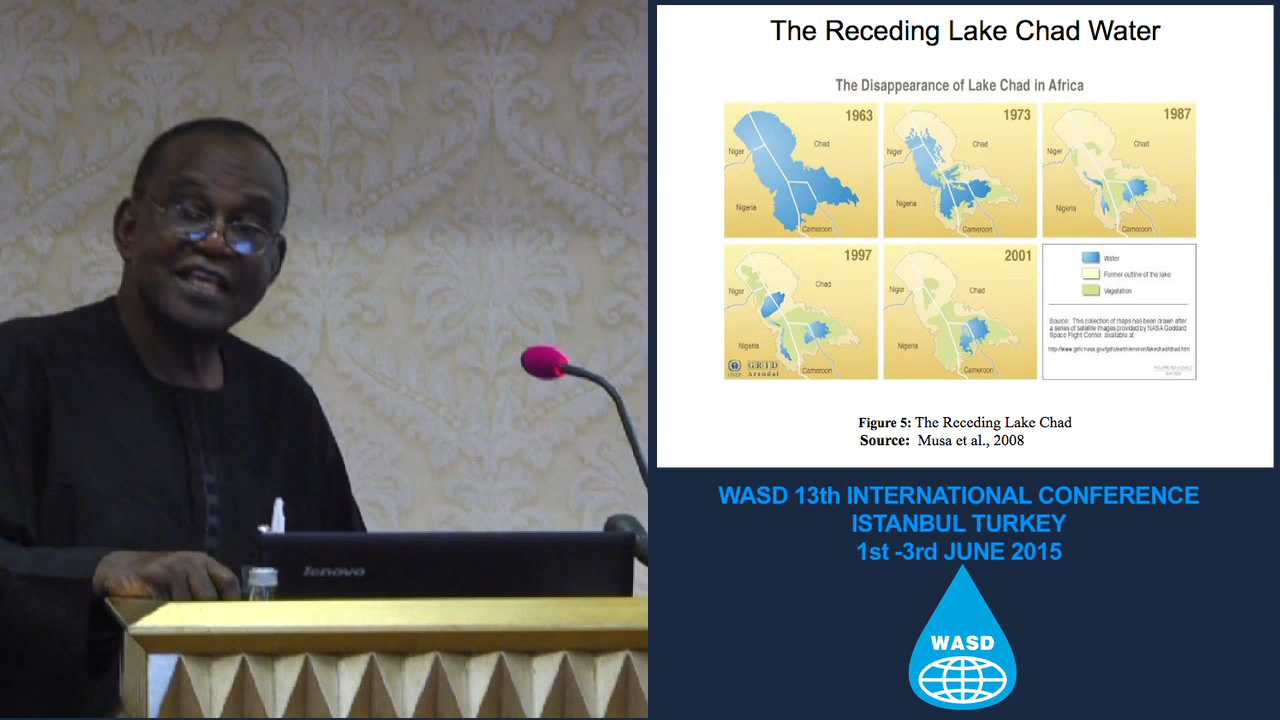 The Receding Lake Chad Water
The Disappearance of Lake Chad in Africa
1963
Chad
Niger
Nigeria
Cameroon
1973
Chad
Niger
Nigeria
Cameroon
1987
Chad
Niger
Nigeria
Cameroon
1997
Niger
Chad
Nigeria
Cameroon
GRID
Arendal
2001
Niger
Chad
Nigeria
Cameroon
Water
Former outline of the lake
Vegetation
Source: This collection of maps has been drawn after
a series of satellite images provided by NASA Goddard
Space Flight Center, available at:
Figure 5: The Receding Lake Chad
Source: Musa et al., 2008
lenovo
WASD 13th INTERNATIONAL CONFERENCE
ISTANBUL TURKEY
1st -3rd JUNE 2015
WASD